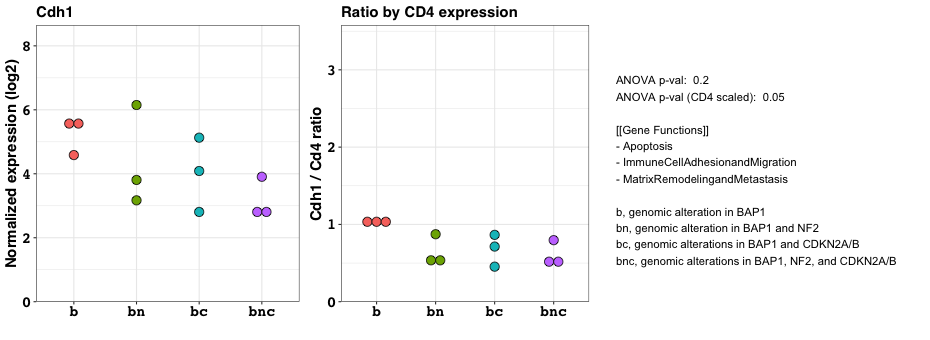 Cdh1
Normalized expression (log2)
8
6
4
2
0
b bn bc bnc
Ratio by CD4 expression
Cdh1 / Cd4 ratio
3
2
1
0
b bn bc bnc
ANOVA p-val: 0.2
ANOVA p-val (CD4 scaled): 0.05
[[Gene Functions]]
- Apoptosis
- ImmuneCellAdhesionandMigration
- MatrixRemodelingandMetastasis
b, genomic alteration in BAP1
bn, genomic alteration in BAP1 and NF2
bc, genomic alterations in BAP1 and CDKN2A/B
bnc, genomic alterations in BAP1, NF2, and CDKN2A/B